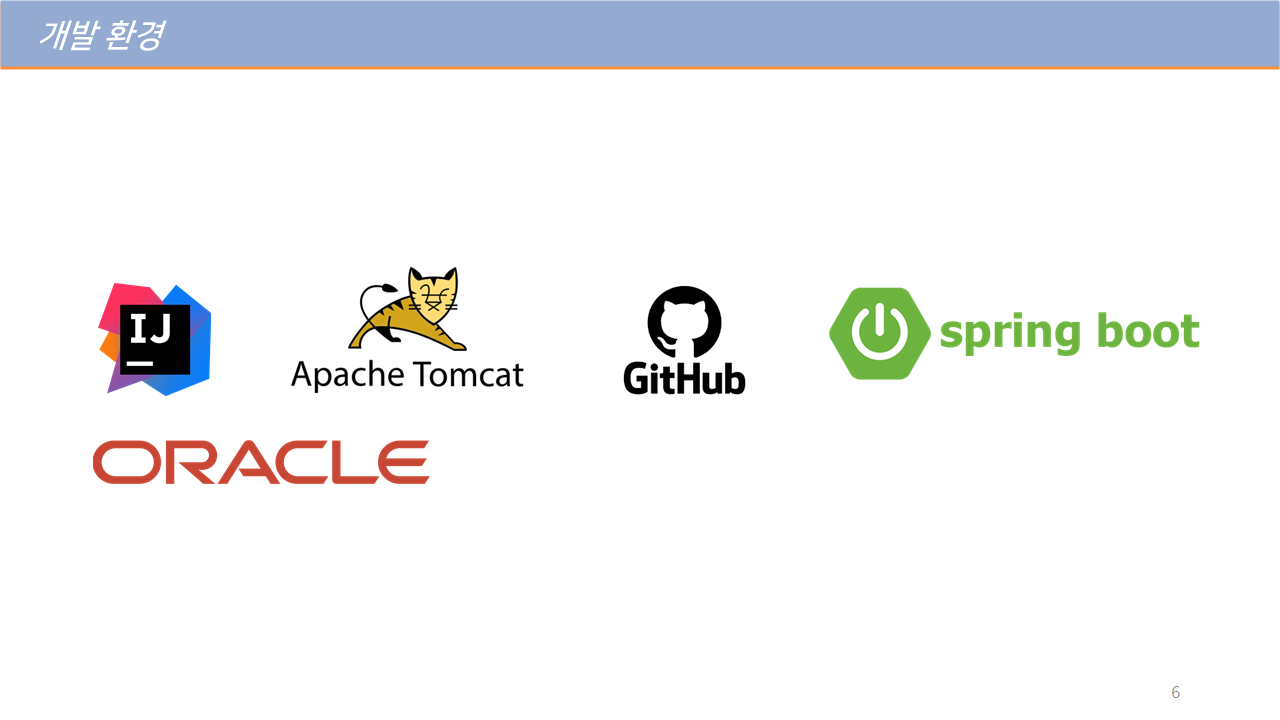 개발 환경
IJ
Apache Tomcat
GitHub
spring boot
ORACLE
6